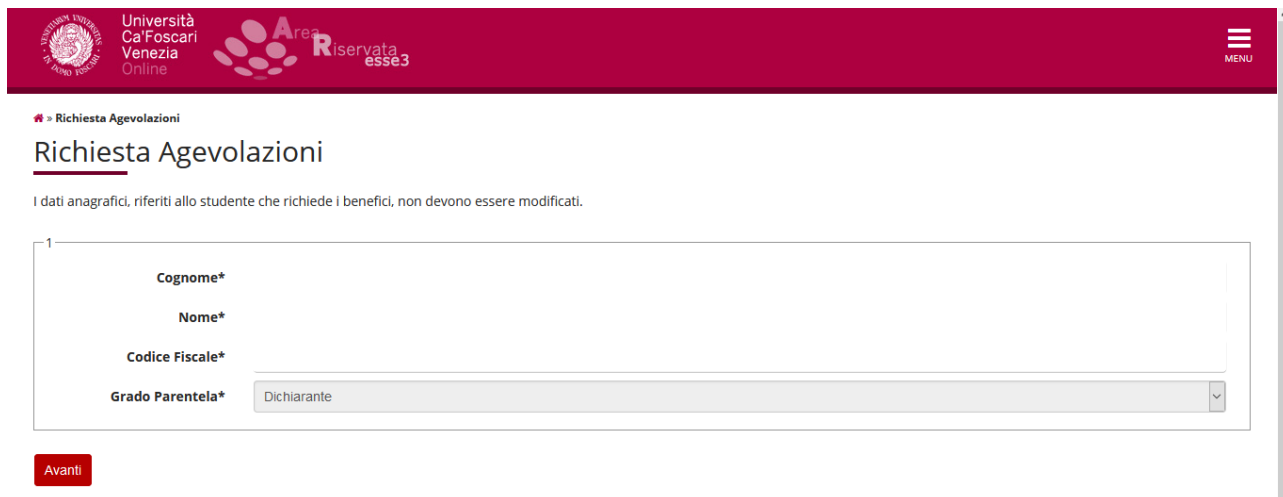 Università
Ca'Foscari
Venezia
Online
Area
Riservata
esse3
MENU
» Richiesta Agevolazioni
Richiesta Agevolazioni
I dati anagrafici, riferiti allo studente che richiede i benefici, non devono essere modificati.
1
Cognome*
Nome*
Codice Fiscale*
Grado Parentela* Dichiarante
Avanti